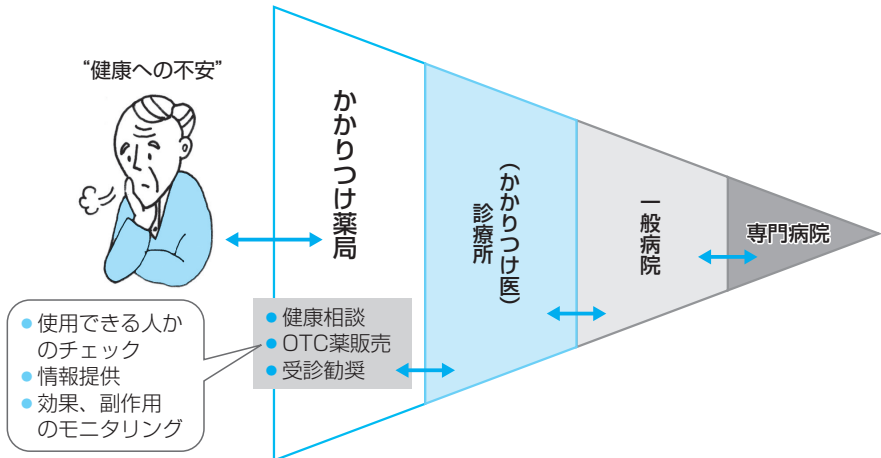 “健康への不安”
かかりつけ薬局
診療所
（かかりつけ医）
一般病院
専門病院
● 健康相談
● OTC薬販売
● 受診勧奨
● 使用できる人か
のチェック
● 情報提供
● 効果、副作用
のモニタリング